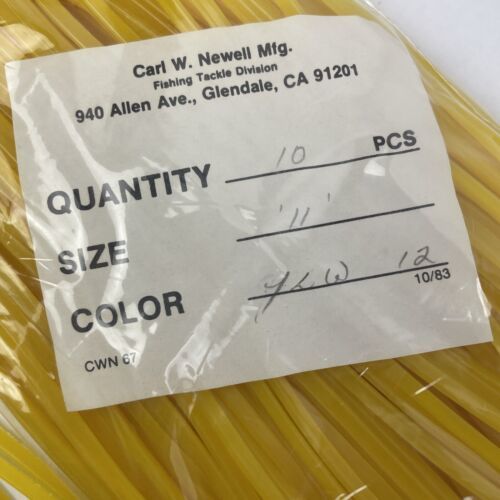 Carl W. Newell Mfg.
Fishing Tackle Division
940 Allen Ave., Glendale, CA 91201
QUANTITY 10 PCS
SIZE '11'
COLOR YLW 12
10/83
CWN 67